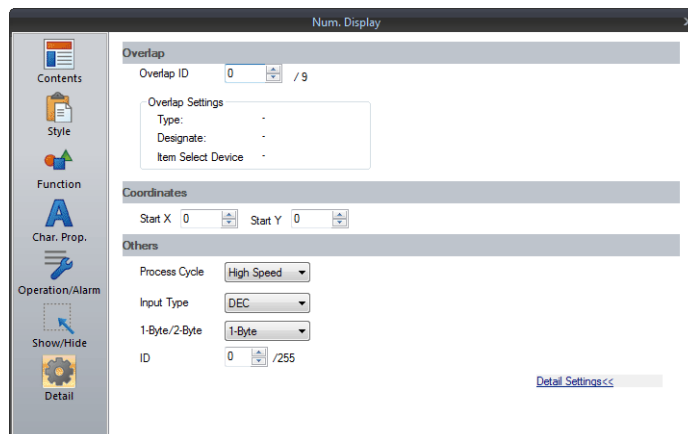 Num. Display
Contents
Style
Function
Char. Prop.
Operation/Alarm
Show/Hide
Detail
Overlap
Overlap ID 0 / 9
Overlap Settings
Type: -
Designate: -
Item Select Device -
Coordinates
Start X 0 Start Y 0
Others
Process Cycle High Speed
Input Type DEC
1-Byte/2-Byte 1-Byte
ID 0 /255
Detail Settings<<